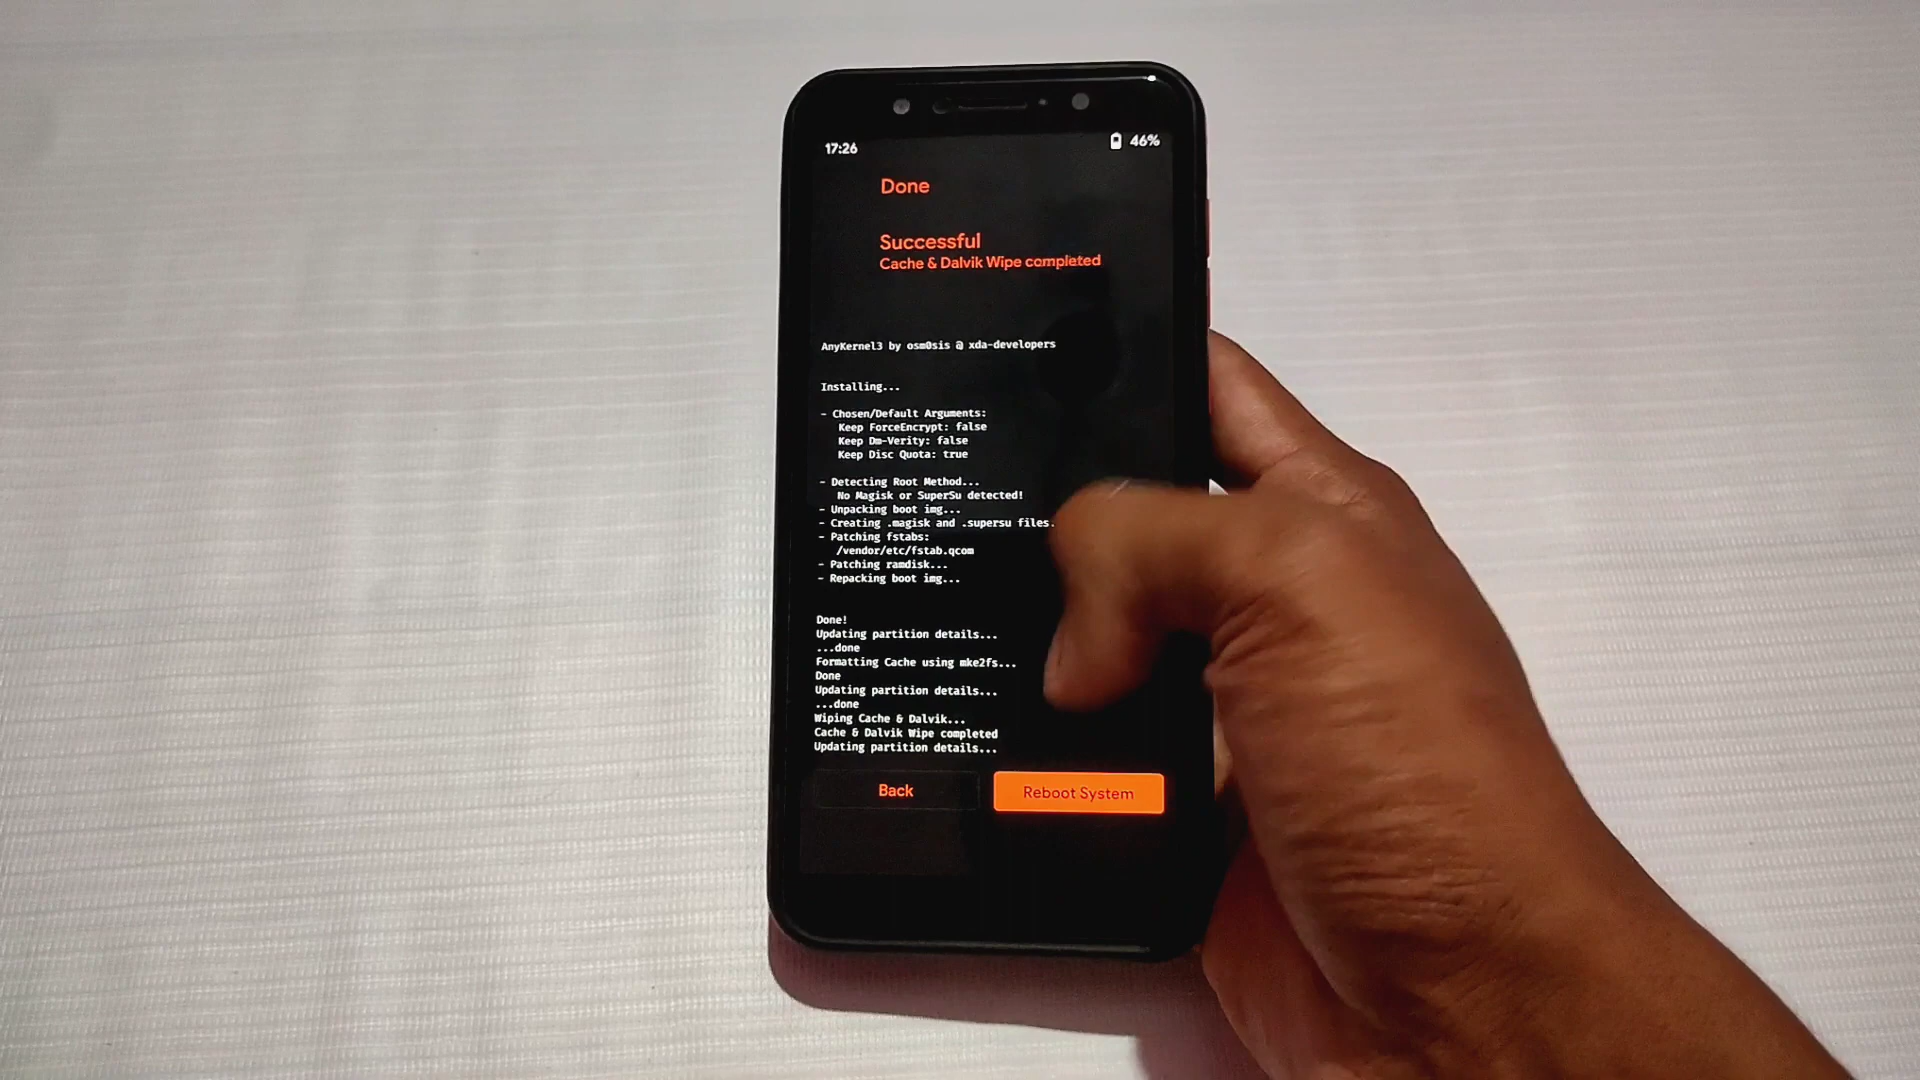 17:26
46%
Done
Successful
Cache & Dalvik Wipe completed
AnyKernel3 by osm0sis @ xda-developers
Installing...
- Chosen/Default Arguments:
Keep ForceEncrypt: false
Keep Dm-Verity: false
Keep Disc Quota: true
- Detecting Root Method...
No Magisk or SuperSu detected!
- Unpacking boot img...
- Creating .magisk and .supersu files.
- Patching fstabs:
/vendor/etc/fstab.qcom
- Patching ramdisk...
- Repacking boot img...
Done!
Updating partition details...
...done
Formatting Cache using mke2fs...
Done
Updating partition details...
...done
Wiping Cache & Dalvik...
Cache & Dalvik Wipe completed
Updating partition details...
Back
Reboot System